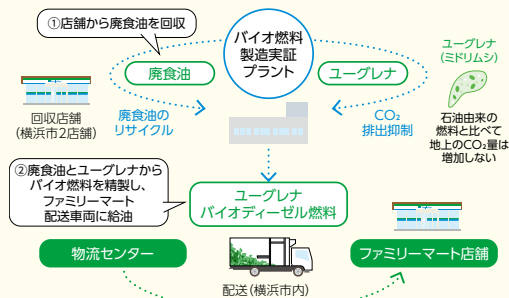 ①店舗から廃食油を回収
バイオ燃料
製造実証
プラント
廃食油
ユーグレナ
ユーグレナ
(ミドリムシ)
回収店舗
(横浜市2店舗)
廃食油の
リサイクル
CO₂
排出抑制
石油由来の
燃料と比べて
地上のCO₂量は
増加しない
②廃食油とユーグレナから
バイオ燃料を精製し、
ファミリーマート
配送車両に給油
ユーグレナ
バイオディーゼル燃料
物流センター
ファミリーマート店舗
配送(横浜市内)